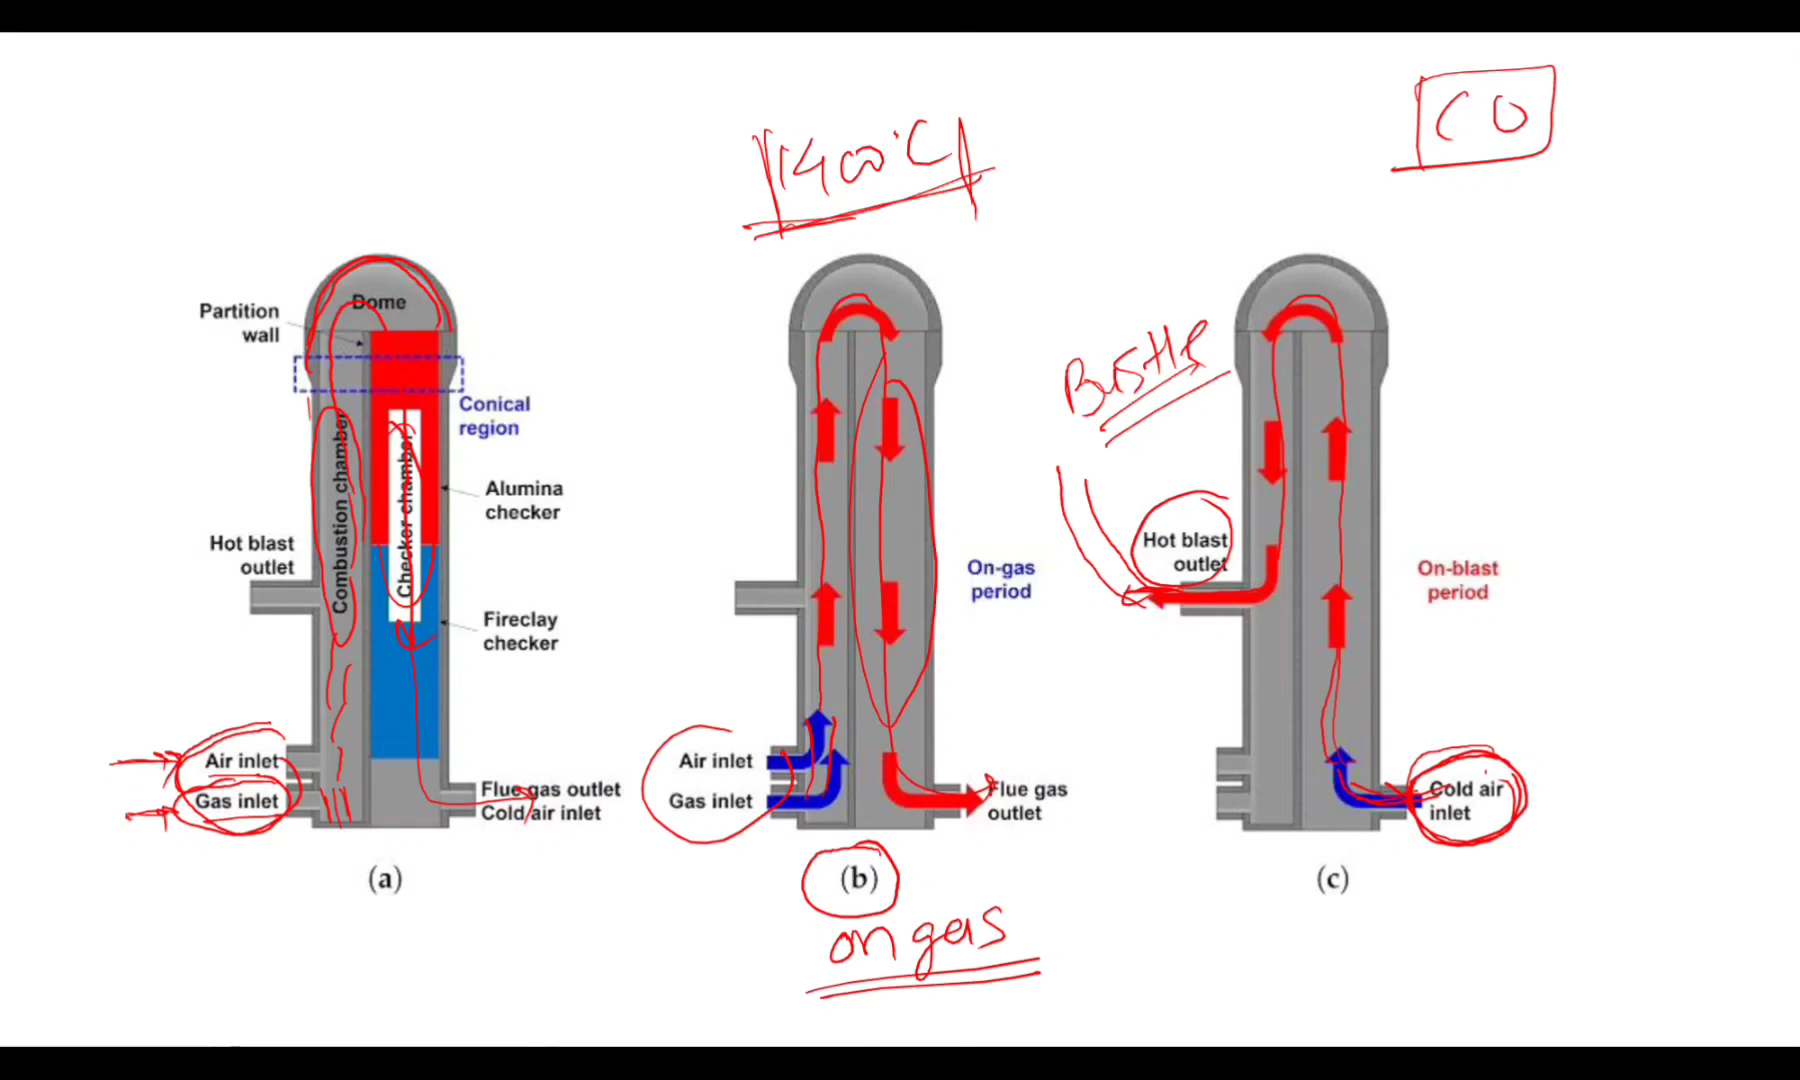 CO
1400°C
Dome
Partition
wall
Conical
region
Combustion chamber
Checker chamber
Alumina
checker
Hot blast
outlet
Fireclay
checker
Air inlet
Gas inlet
Flue gas outlet
Cold air inlet
(a)
On-gas
period
Air inlet
Gas inlet
Flue gas
outlet
(b)
on gas
Bustle
Hot blast
outlet
On-blast
period
Cold air
inlet
(c)